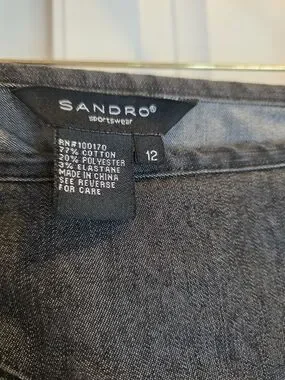 SANDRO®
sportswear
12
RN#100170
77% COTTON
20% POLYESTER
3% ELASTANE
MADE IN CHINA
SEE REVERSE
FOR CARE